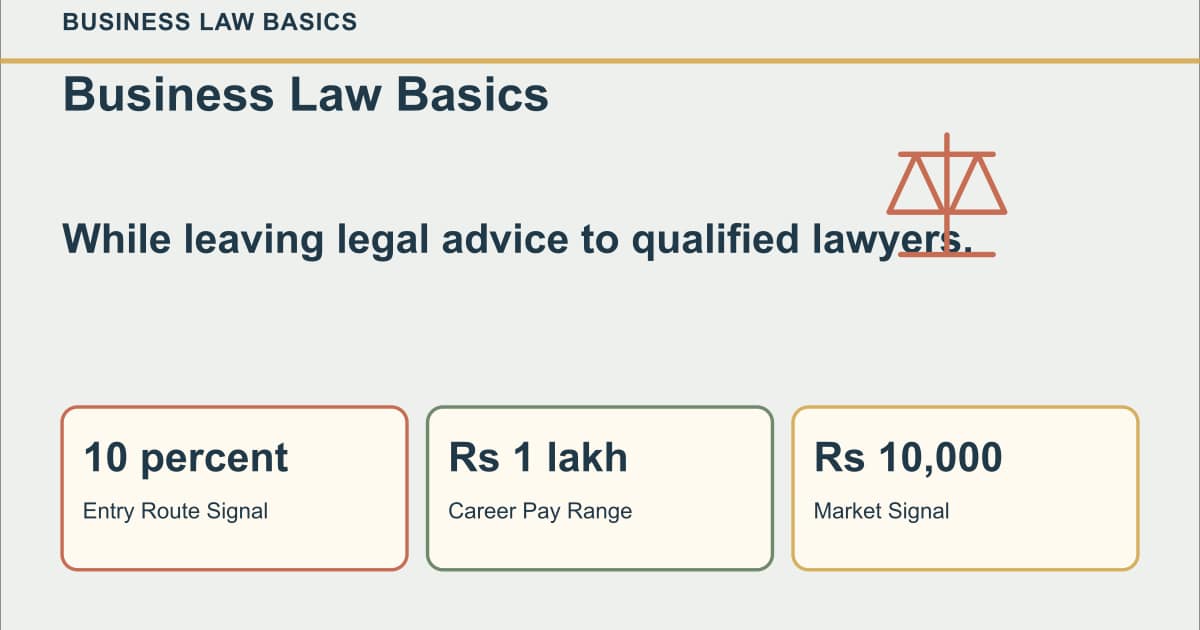 BUSINESS LAW BASICS
Business Law Basics
While leaving legal advice to qualified lawyers.
10 percent
Entry Route Signal
Rs 1 lakh
Career Pay Range
Rs 10,000
Market Signal